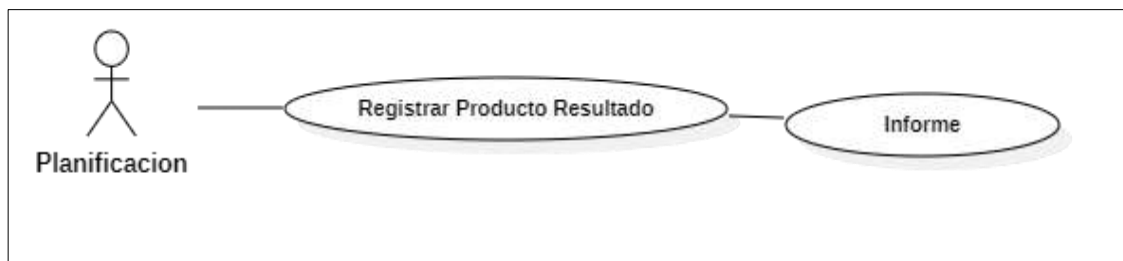 Registrar Producto Resultado
Informe
Planificacion